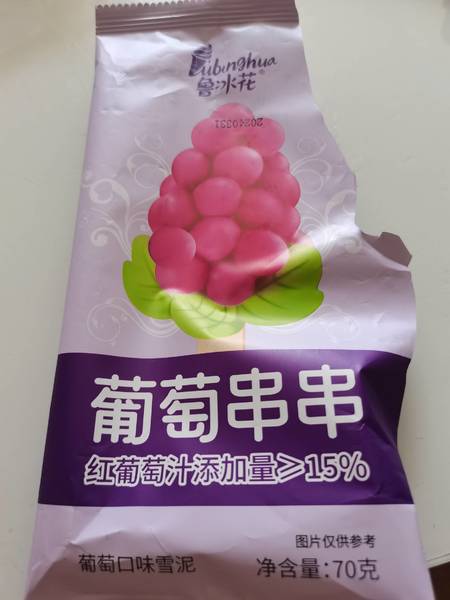 Lubinghua
鲁冰花®
20240331
葡萄串串
红葡萄汁添加量≥15%
图片仅供参考
葡萄口味雪泥
净含量:70克